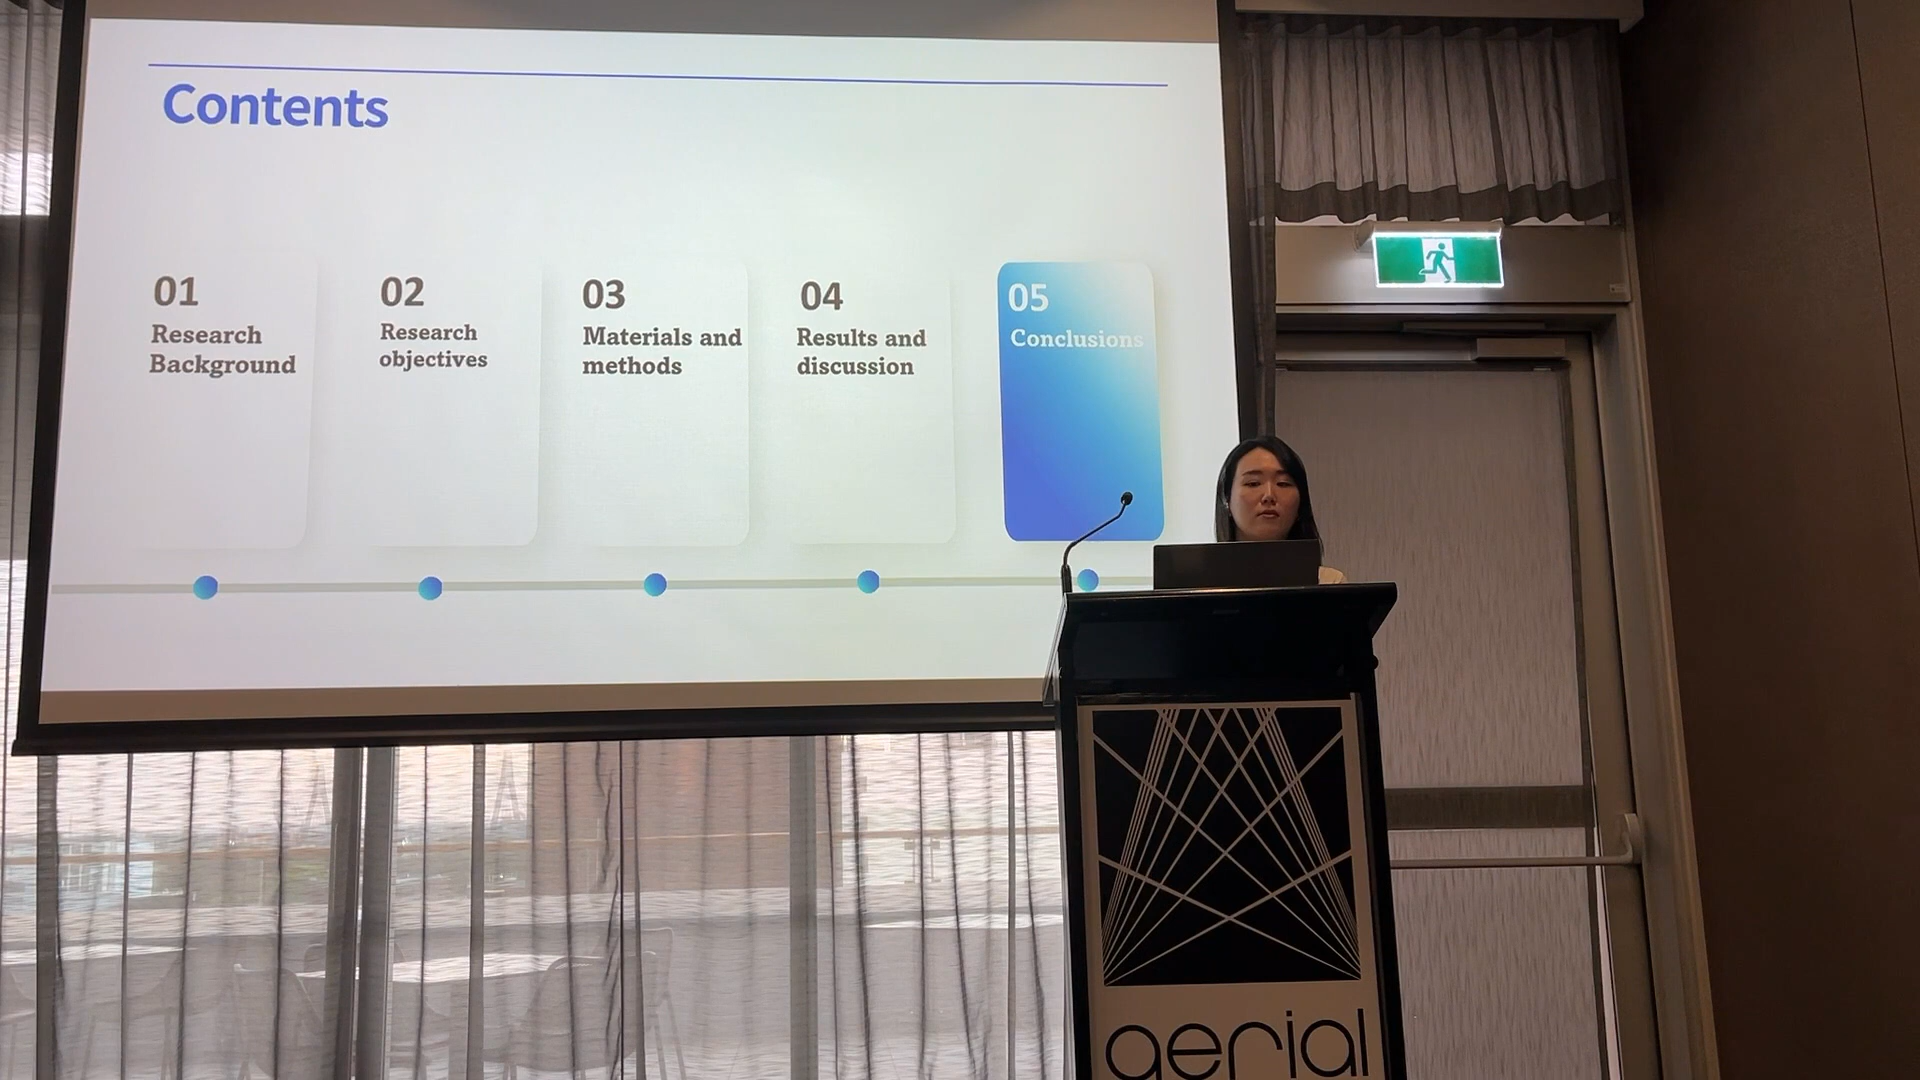 Contents
01
Research
Background
02
Research
objectives
03
Materials and
methods
04
Results and
discussion
05
Conclusions
aerial